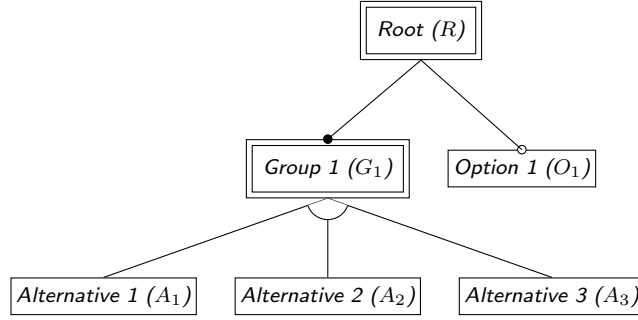 Root (R)
Group 1 (G₁)
Option 1 (O₁)
Alternative 1 (A₁)
Alternative 2 (A₂)
Alternative 3 (A₃)